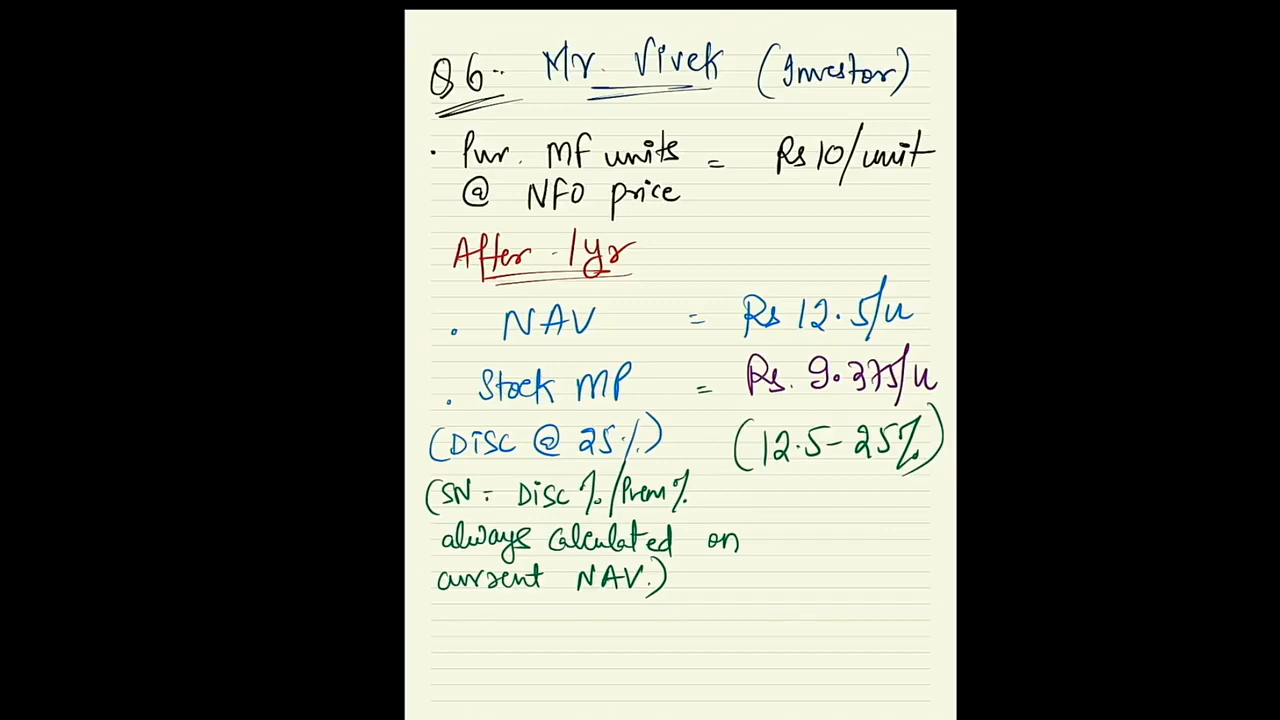 Q6. Mr. Vivek (Investor)
• Pur. MF units = Rs 10/unit
@ NFO price
After 1yr
• NAV = Rs 12.5/u
• Stock MP = Rs. 9.375/u
(Disc @ 25%) (12.5-25%)
(SN: Disc %/Prem%
always calculated on
current NAV.)